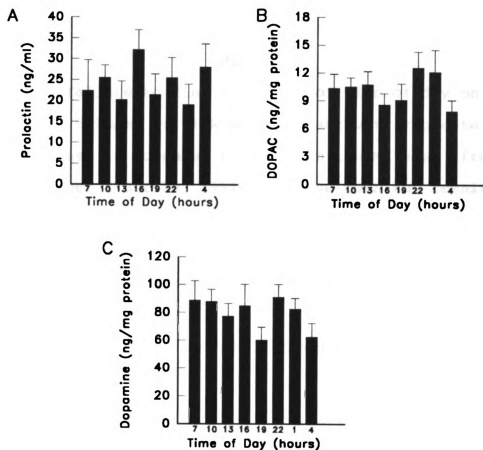 A
Prolactin (ng/ml)
40
35
30
25
20
15
10
5
0
7 10 13 16 19 22 1 4
Time of Day (hours)
B
DOPAC (ng/mg protein)
18
15
12
9
6
3
0
7 10 13 16 19 22 1 4
Time of Day (hours)
C
Dopamine (ng/mg protein)
120
100
80
60
40
20
0
7 10 13 16 19 22 1 4
Time of Day (hours)